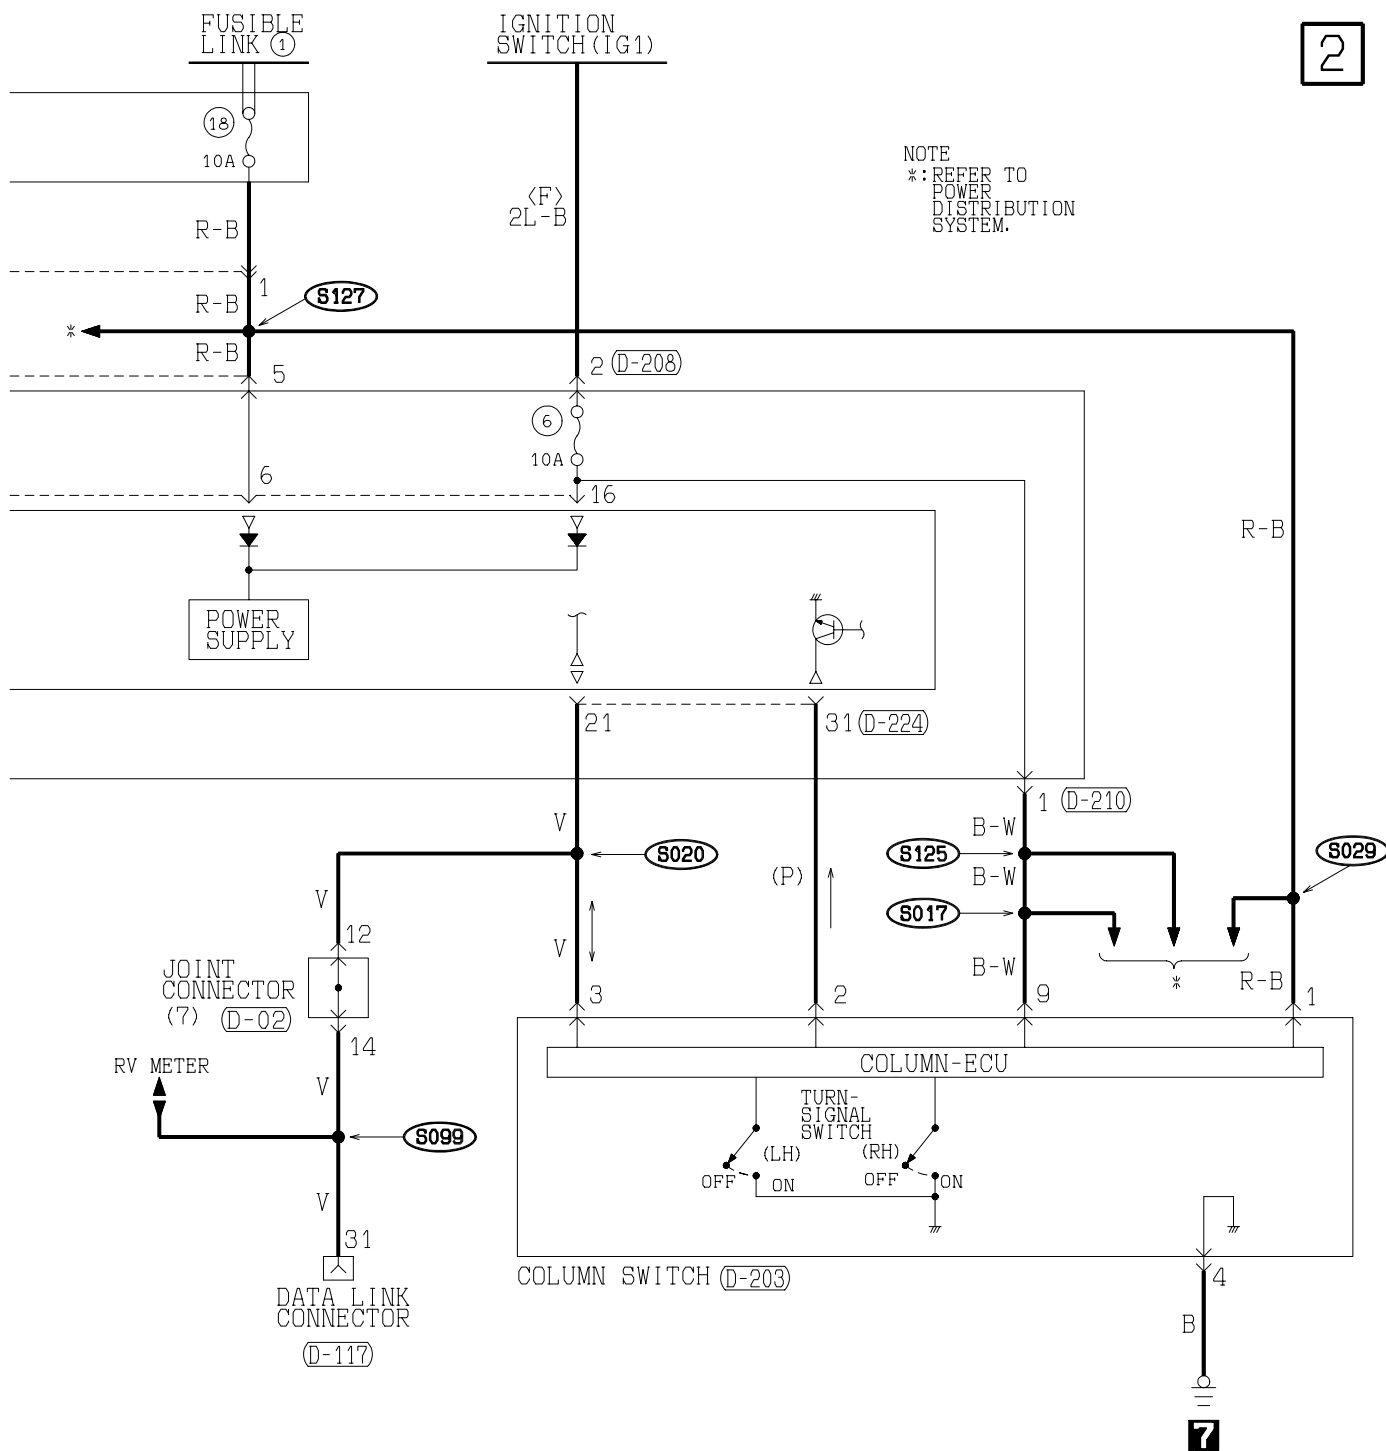 FUSIBLE
LINK 1
IGNITION
SWITCH(IG1)
2
18
10A
NOTE
*:REFER TO
POWER
DISTRIBUTION
SYSTEM.
<F>
2L-B
R-B
1
R-B
S127
*
R-B
5
2 D-208
6
10A
6
16
R-B
POWER
SUPPLY
21
31 D-224
1 D-210
V
B-W
S020
S125
S029
(P)
B-W
V
S017
12
V
B-W
*
R-B
JOINT
CONNECTOR
(7) D-02
3
2
9
1
14
COLUMN-ECU
RV METER
V
TURN-
SIGNAL
SWITCH
S099
(LH)
(RH)
OFF
ON
OFF
ON
V
31
COLUMN SWITCH D-203
4
DATA LINK
CONNECTOR
B
D-117
7